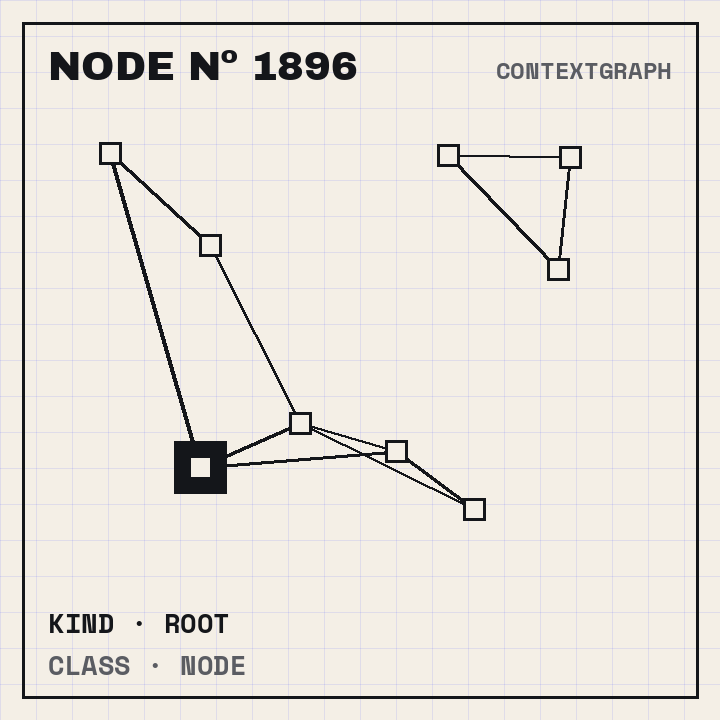 NODE Nº 1896
CONTEXTGRAPH
KIND · ROOT
CLASS · NODE